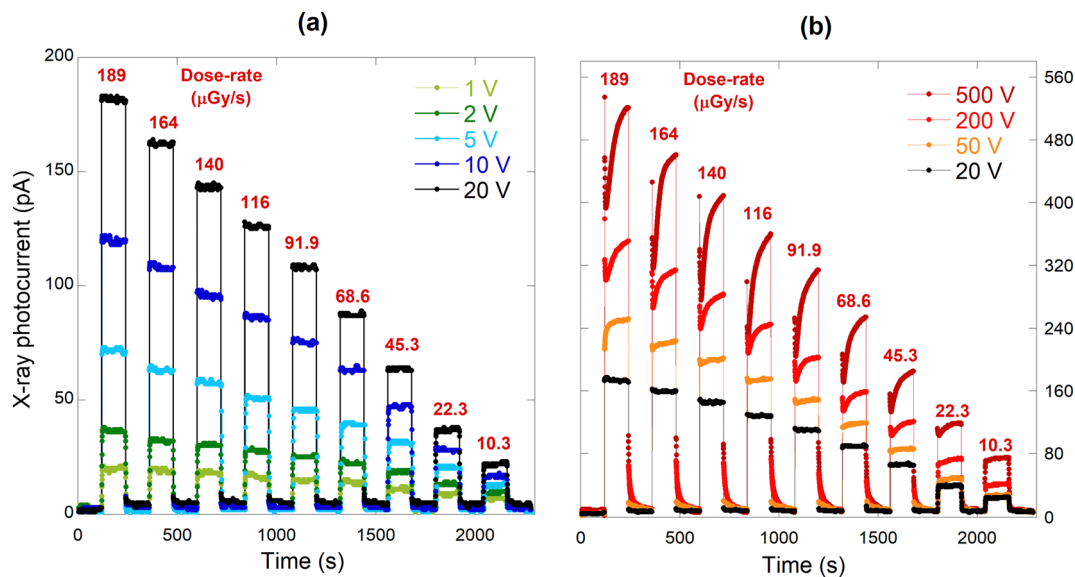 (a)
200
150
100
50
0
X-ray photocurrent (pA)
189
164
140
116
91.9
68.6
45.3
22.3
10.3
Dose-rate
(μGy/s)
1 V
2 V
5 V
10 V
20 V
0
500
1000
1500
2000
Time (s)
(b)
189
164
140
116
91.9
68.6
45.3
22.3
10.3
Dose-rate
(μGy/s)
500 V
200 V
50 V
20 V
560
480
400
320
240
160
80
0
0
500
1000
1500
2000
Time (s)